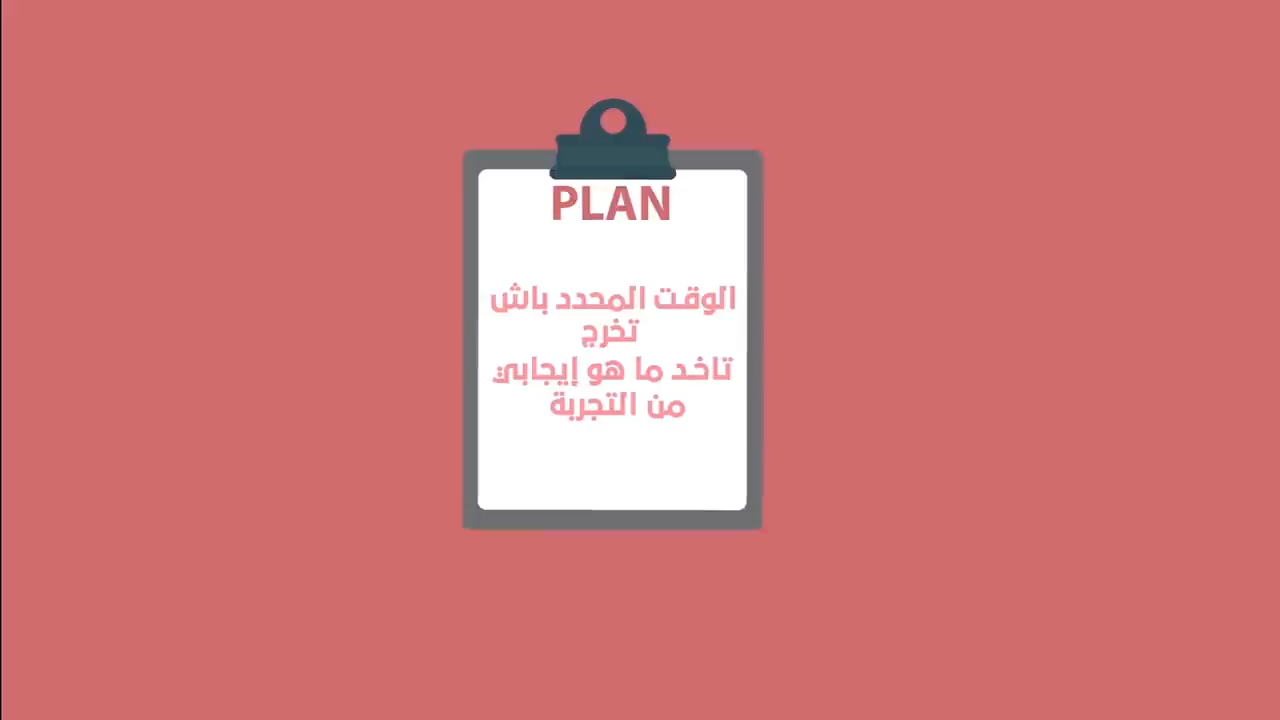 PLAN
الوقت المحدد باش
تخرج
تاخد ما هو إيجابي
من التجربة